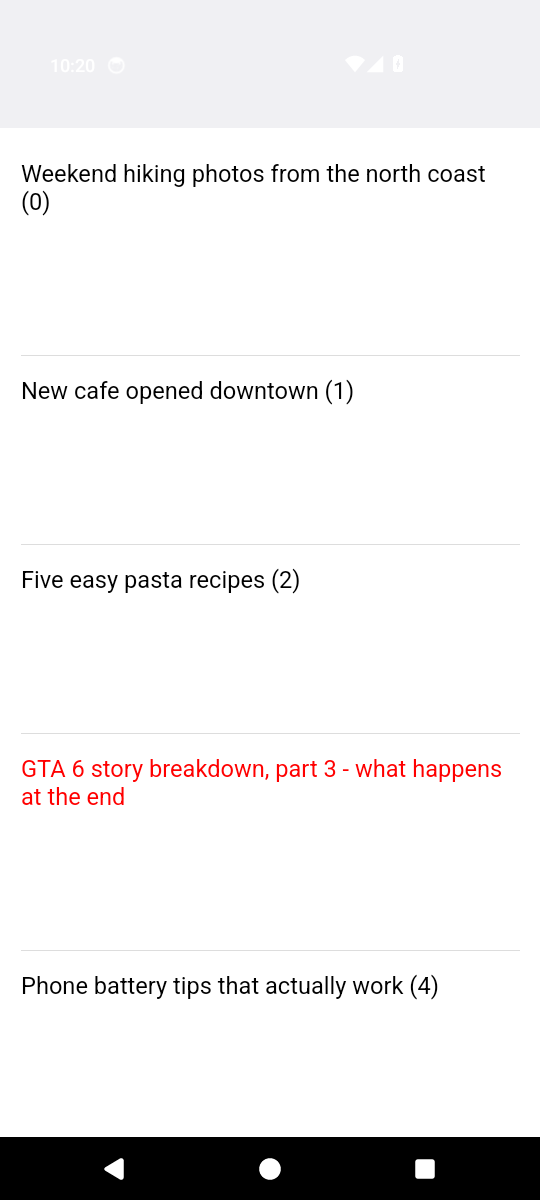 10:20
Weekend hiking photos from the north coast
(0)
New cafe opened downtown (1)
Five easy pasta recipes (2)
GTA 6 story breakdown, part 3 - what happens
at the end
Phone battery tips that actually work (4)